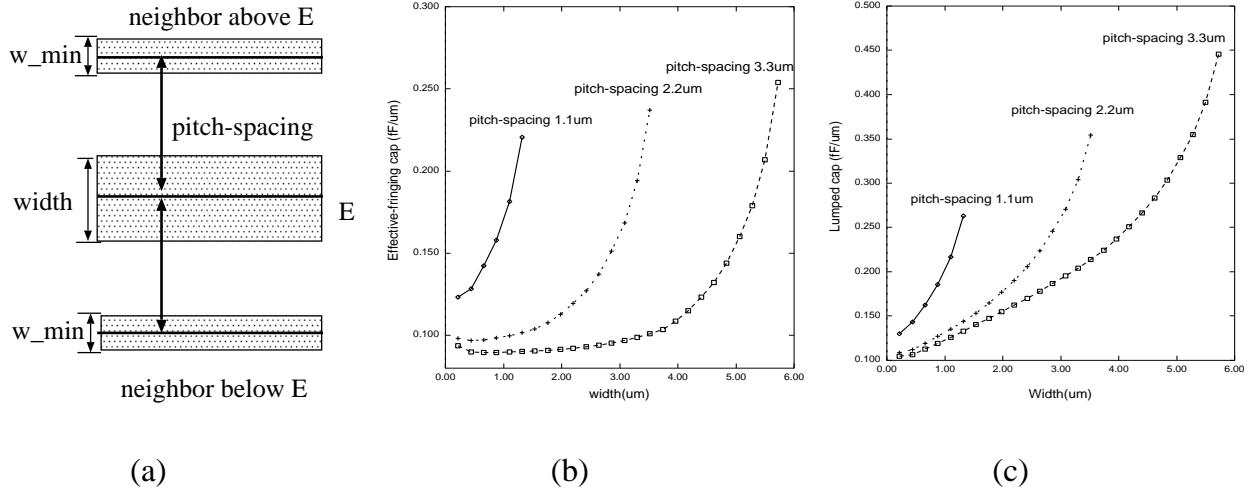 neighbor above E
w_min
pitch-spacing
width
E
w_min
neighbor below E
(a)
Effective-fringing cap (fF/um)
0.300
0.250
0.200
0.150
0.100
pitch-spacing 3.3um
pitch-spacing 2.2um
pitch-spacing 1.1um
0.00 1.00 2.00 3.00 4.00 5.00 6.00
width(um)
(b)
Lumped cap (fF/um)
0.500
0.450
0.400
0.350
0.300
0.250
0.200
0.150
0.100
pitch-spacing 3.3um
pitch-spacing 2.2um
pitch-spacing 1.1um
0.00 1.00 2.00 3.00 4.00 5.00 6.00
Width(um)
(c)